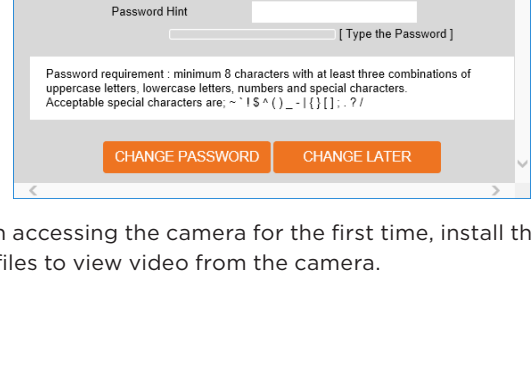 Password Hint
[ Type the Password ]
Password requirement : minimum 8 characters with at least three combinations of
uppercase letters, lowercase letters, numbers and special characters.
Acceptable special characters are; ~ ` ! $ ^ ( ) _ - | { } [ ] ; . ? /
CHANGE PASSWORD CHANGE LATER
accessing the camera for the first time, install
files to view video from the camera.